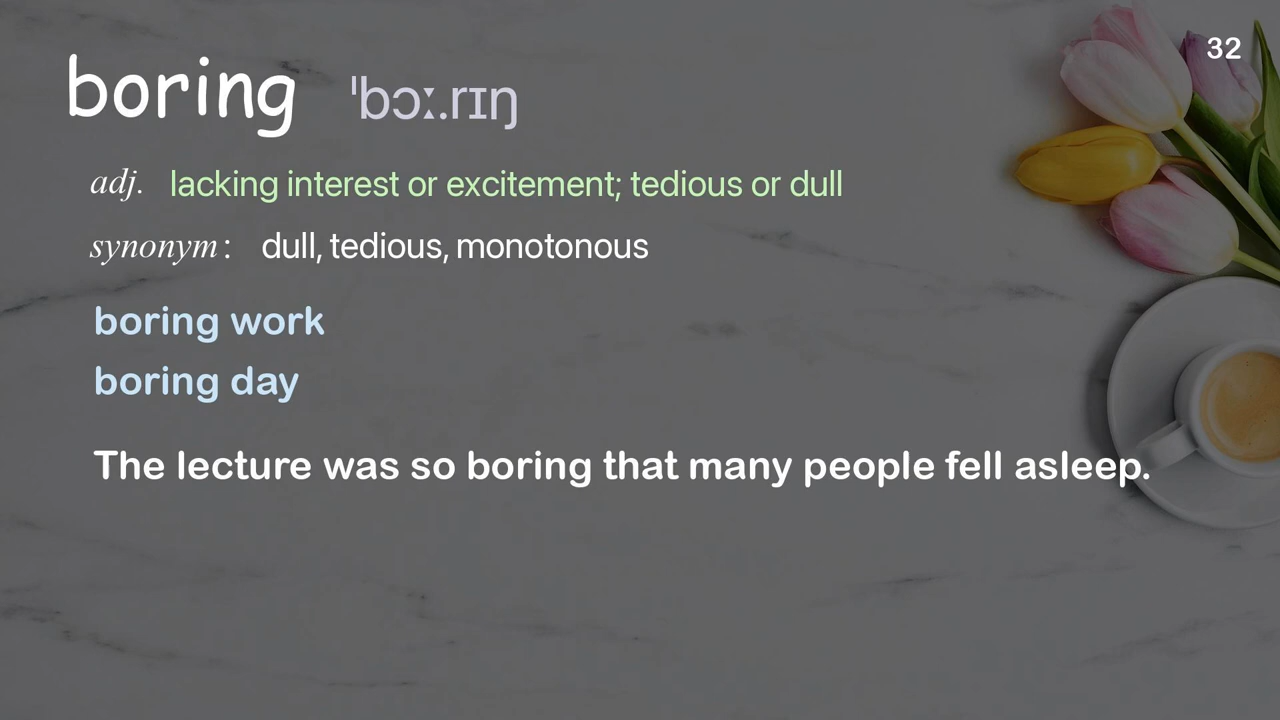 32
boring ˈbɔː.rɪŋ
adj. lacking interest or excitement; tedious or dull
synonym: dull, tedious, monotonous
boring work
boring day
The lecture was so boring that many people fell asleep.